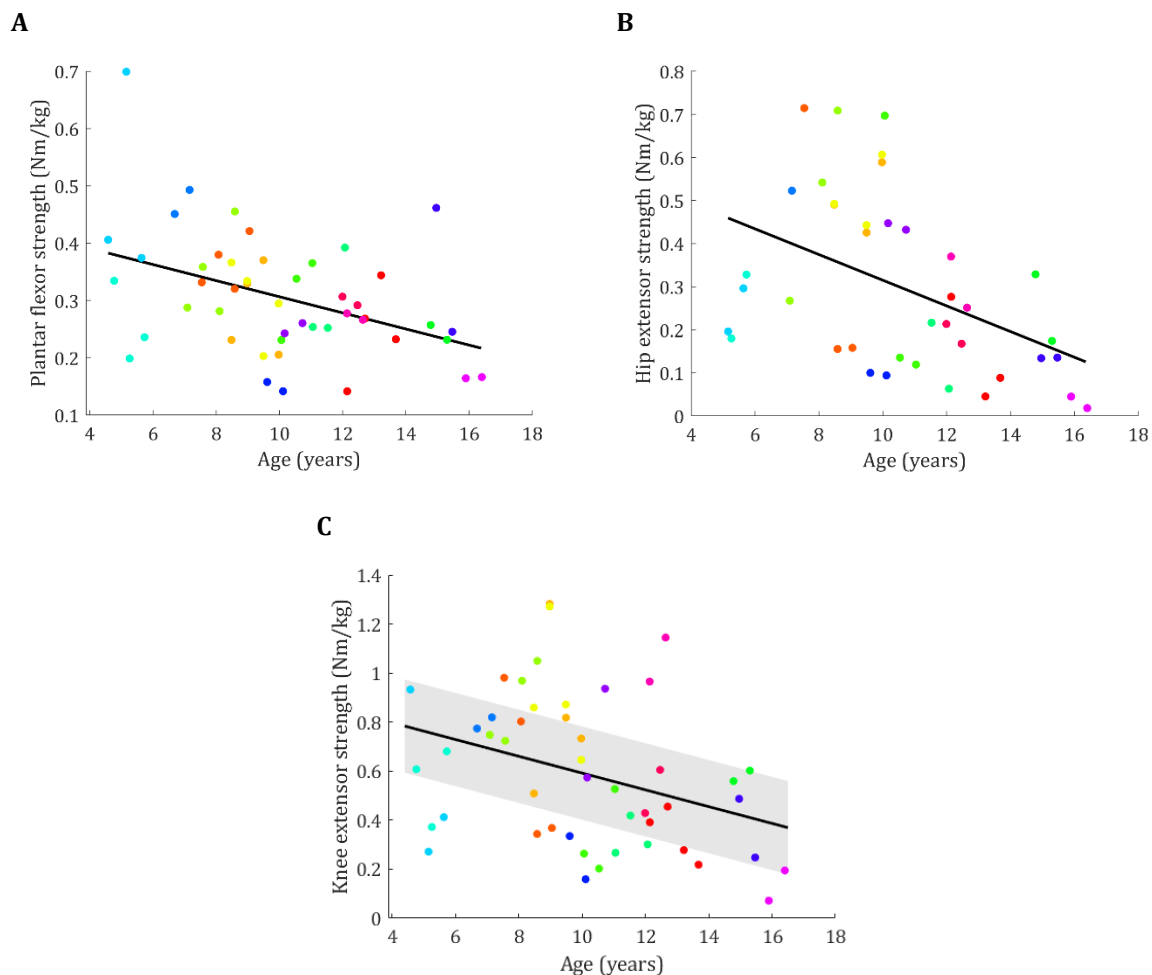 A
B
0.7
0.6
0.5
0.4
0.3
0.2
0.1
4 6 8 10 12 14 16 18
Plantar flexor strength (Nm/kg)
Age (years)
0.8
0.7
0.6
0.5
0.4
0.3
0.2
0.1
0
4 6 8 10 12 14 16 18
Hip extensor strength (Nm/kg)
Age (years)
C
1.4
1.2
1
0.8
0.6
0.4
0.2
0
4 6 8 10 12 14 16 18
Knee extensor strength (Nm/kg)
Age (years)